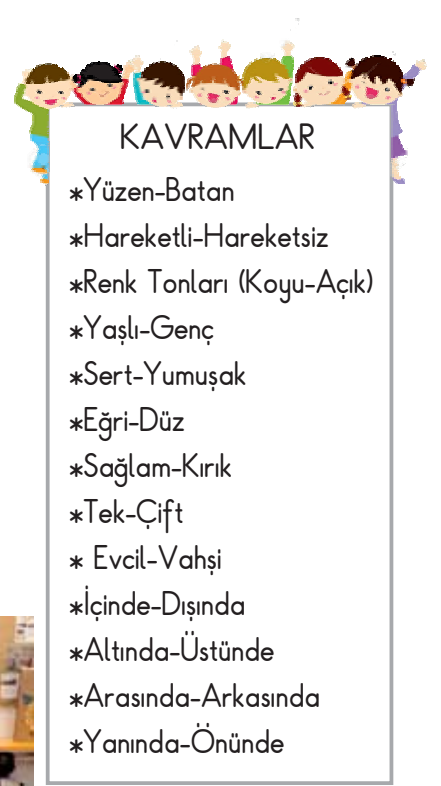 KAVRAMLAR
*Yüzen-Batan
*Hareketli-Hareketsiz
*Renk Tonları (Koyu-Açık)
*Yaşlı-Genç
*Sert-Yumuşak
*Eğri-Düz
*Sağlam-Kırık
*Tek-Çift
* Evcil-Vahşi
*İçinde-Dışında
*Altında-Üstünde
*Arasında-Arkasında
*Yanında-Önünde